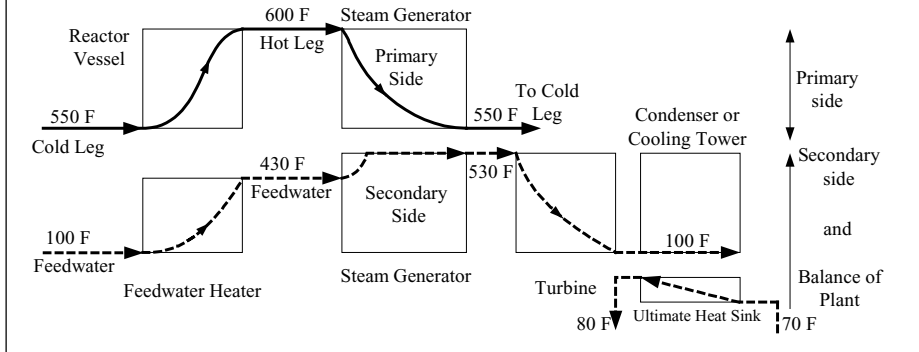 600 F
Steam Generator
Reactor
Vessel
Hot Leg
Primary
Side
To Cold
Leg
550 F
550 F
Cold Leg
Condenser or
Cooling Tower
Primary
side
430 F
Feedwater
Secondary
Side
530 F
Secondary
side
100 F
Feedwater
100 F
and
Feedwater Heater
Steam Generator
Turbine
Balance of
Plant
Ultimate Heat Sink
80 F
70 F